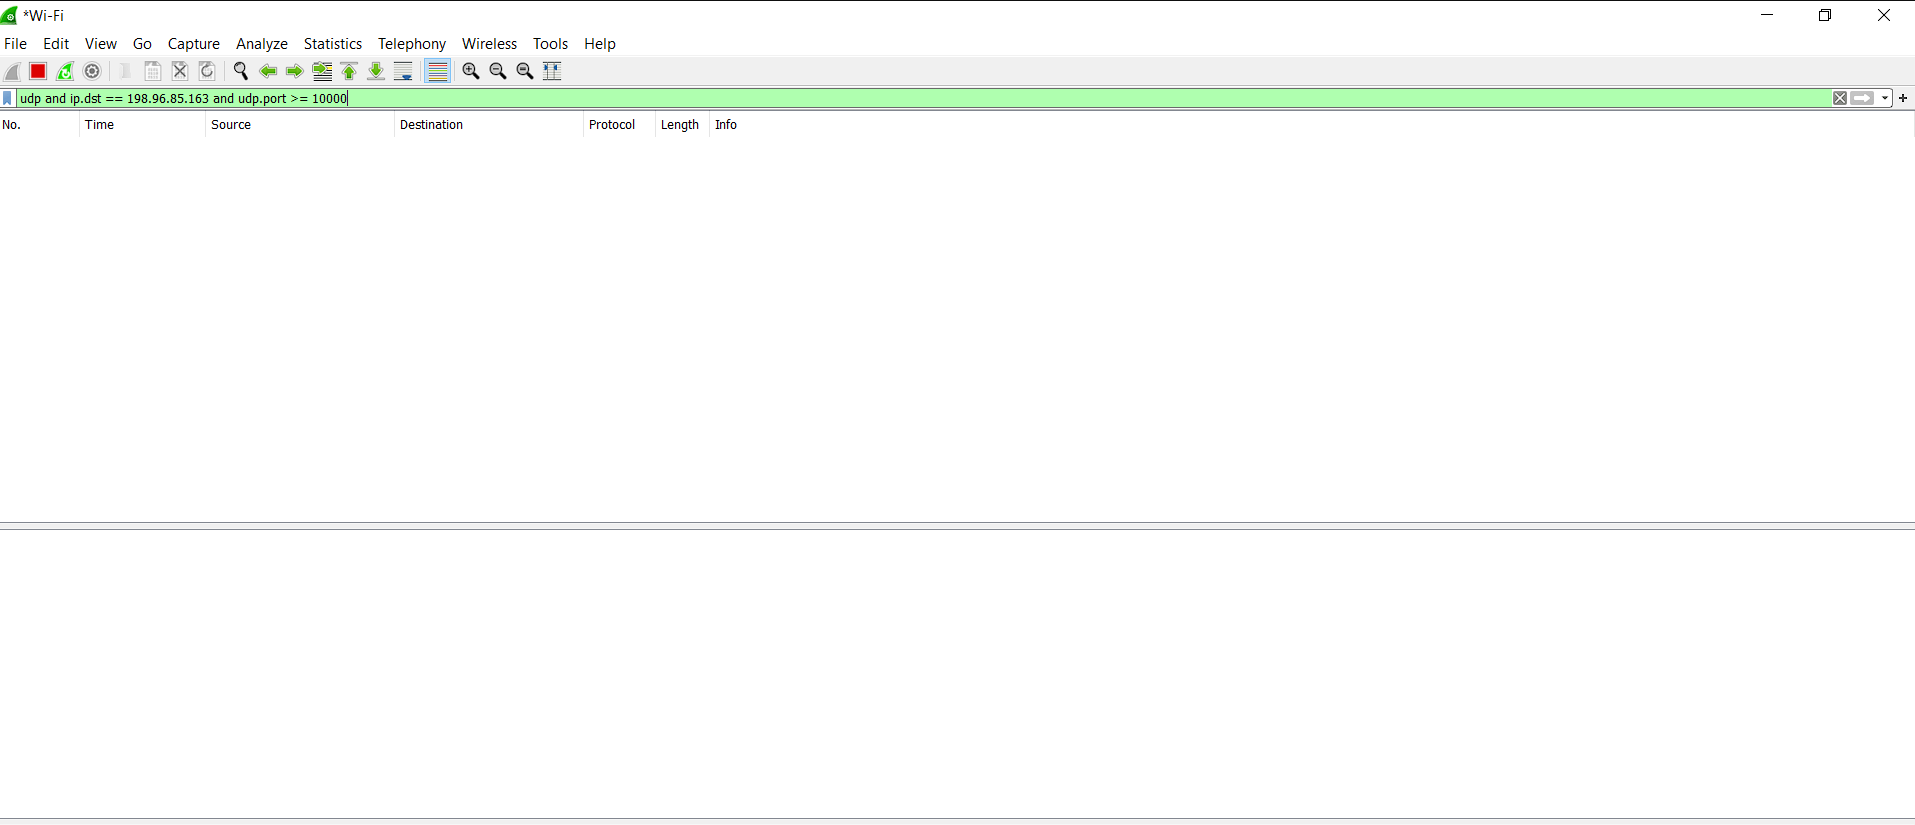 *Wi-Fi
File Edit View Go Capture Analyze Statistics Telephony Wireless Tools Help
udp and ip.dst == 198.96.85.163 and udp.port >= 10000
No. Time Source Destination Protocol Length Info